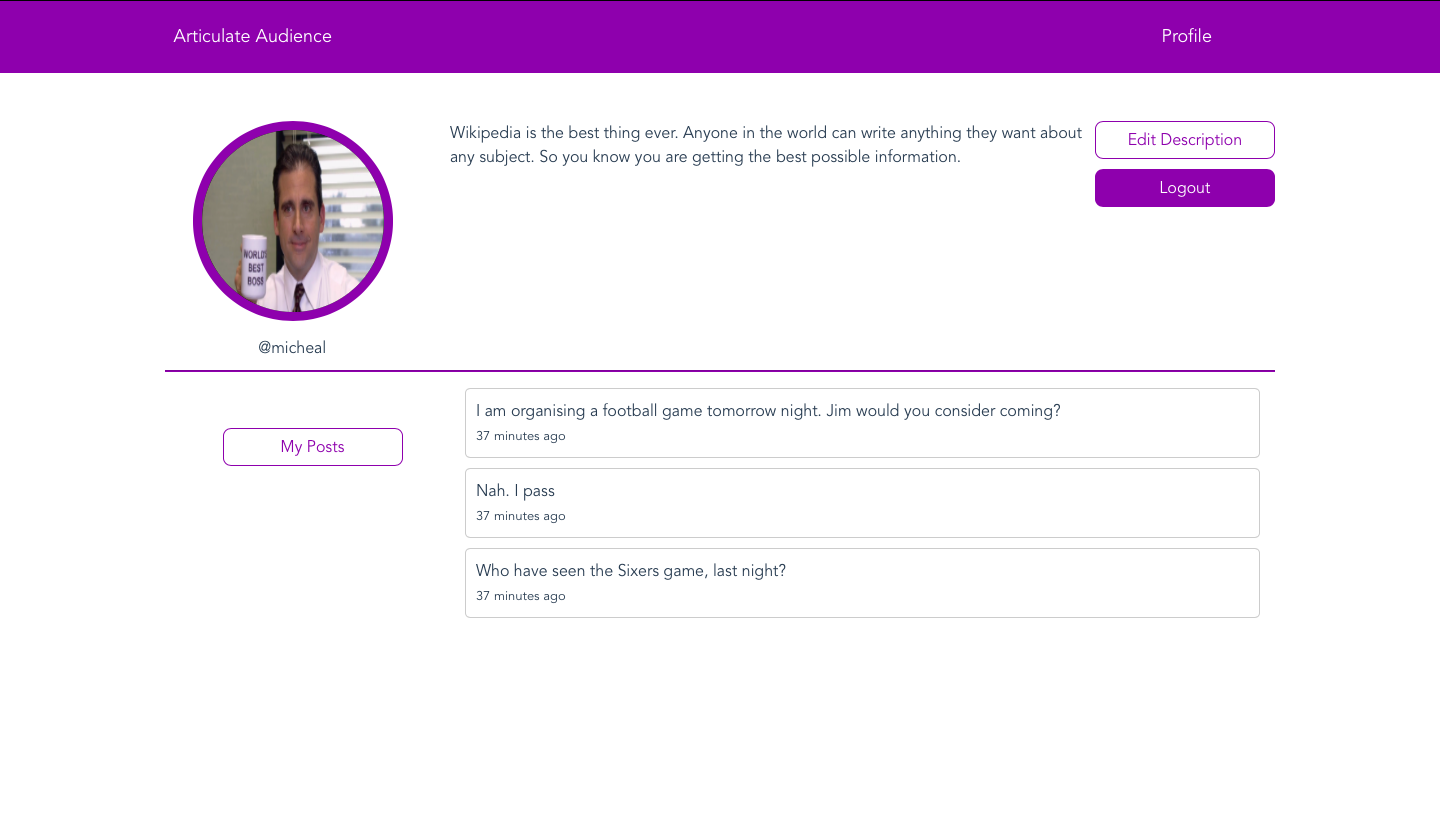 Articulate Audience
Profile
Wikipedia is the best thing ever. Anyone in the world can write anything they want about
any subject. So you know you are getting the best possible information.
Edit Description
Logout
WORLD'S
BEST
BOSS
@micheal
My Posts
I am organising a football game tomorrow night. Jim would you consider coming?
37 minutes ago
Nah. I pass
37 minutes ago
Who have seen the Sixers game, last night?
37 minutes ago